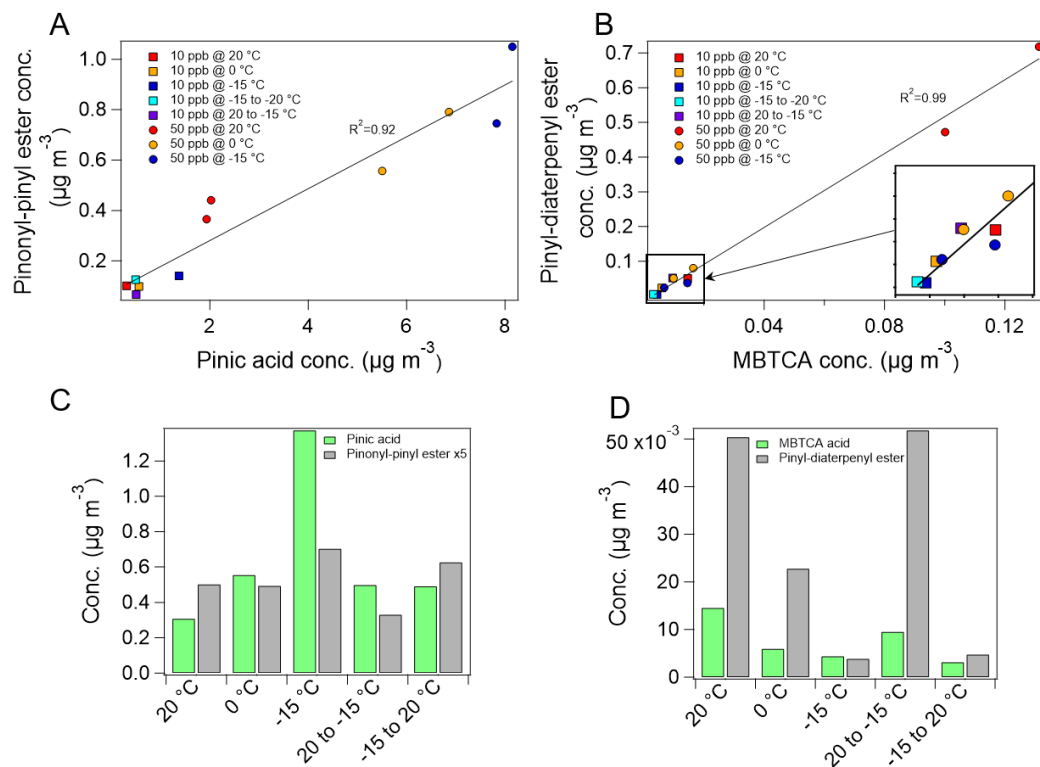 A
Pinonyl-pinyl ester conc.
(µg m⁻³)
1.0
0.8
0.6
0.4
0.2
10 ppb @ 20 °C
10 ppb @ 0 °C
10 ppb @ -15 °C
10 ppb @ -15 to -20 °C
10 ppb @ 20 to -15 °C
50 ppb @ 20 °C
50 ppb @ 0 °C
50 ppb @ -15 °C
R²=0.92
2
4
6
8
Pinic acid conc. (µg m⁻³)
B
Pinyl-diaterpenyl ester
conc. (µg m⁻³)
0.7
0.6
0.5
0.4
0.3
0.2
0.1
10 ppb @ 20 °C
10 ppb @ 0 °C
10 ppb @ -15 °C
10 ppb @ -15 to -20 °C
10 ppb @ 20 to -15 °C
50 ppb @ 20 °C
50 ppb @ 0 °C
50 ppb @ -15 °C
R²=0.99
0.04
0.08
0.12
MBTCA conc. (µg m⁻³)
C
Conc. (µg m⁻³)
1.2
1.0
0.8
0.6
0.4
0.2
0.0
Pinic acid
Pinonyl-pinyl ester x5
20 °C
0 °C
-15 °C
20 to -15 °C
-15 to 20 °C
D
Conc. (µg m⁻³)
50 x10⁻³
40
30
20
10
0
MBTCA acid
Pinyl-diaterpenyl ester
20 °C
0 °C
-15 °C
20 to -15 °C
-15 to 20 °C